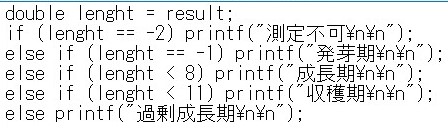 double lenght = result;
if (lenght == -2) printf("測定不可¥n¥n");
else if (lenght == -1) printf("発芽期¥n¥n");
else if (lenght < 8) printf("成長期¥n¥n");
else if (lenght < 11) printf("収穫期¥n¥n");
else printf("過剰成長期¥n¥n");